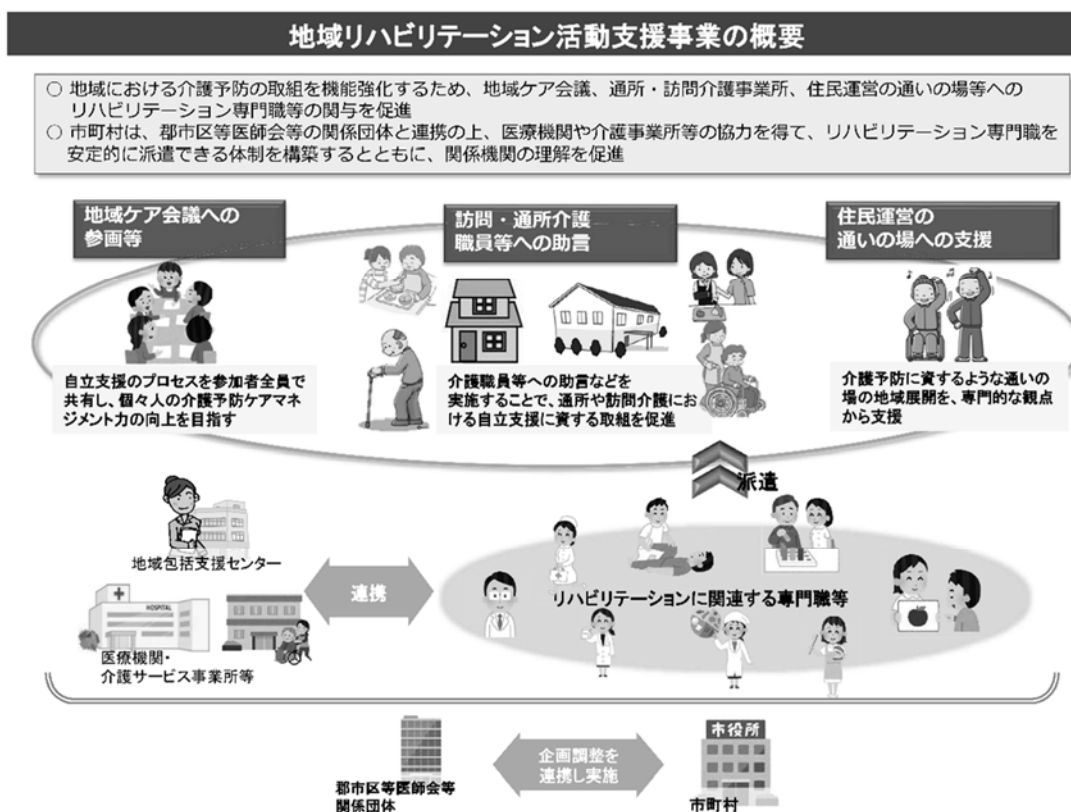 地域リハビリテーション活動支援事業の概要
○ 地域における介護予防の取組を機能強化するため、地域ケア会議、通所・訪問介護事業所、住民運営の通いの場等への
リハビリテーション専門職等の関与を促進
○ 市町村は、郡市区等医師会等の関係団体と連携の上、医療機関や介護事業所等の協力を得て、リハビリテーション専門職を
安定的に派遣できる体制を構築するとともに、関係機関の理解を促進
地域ケア会議への
参画等
訪問・通所介護
職員等への助言
住民運営の
通いの場への支援
自立支援のプロセスを参加者全員で
共有し、個々人の介護予防ケアマネ
ジメント力の向上を目指す
介護職員等への助言などを
実施することで、通所や訪問介護にお
ける自立支援に資する取組を促進
介護予防に資するような通いの
場の地域展開を、専門的な観点
から支援
派遣
地域包括支援センター
連携
リハビリテーションに関連する専門職等
HOSPITAL
医療機関・
介護サービス事業所等
郡市区等医師会等
関係団体
企画調整を
連携し実施
市役所
市町村